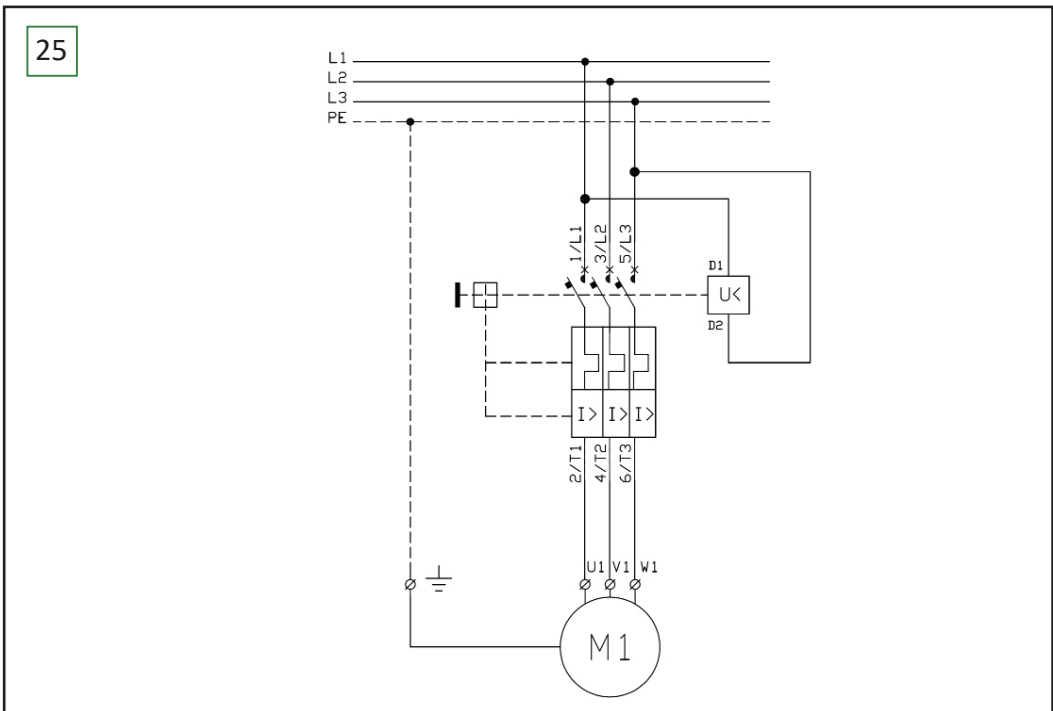 25
L1
L2
L3
PE
1/L1
3/L2
5/L3
D1
U<
D2
I> I> I>
2/T1
4/T2
6/T3
U1 V1 W1
M1